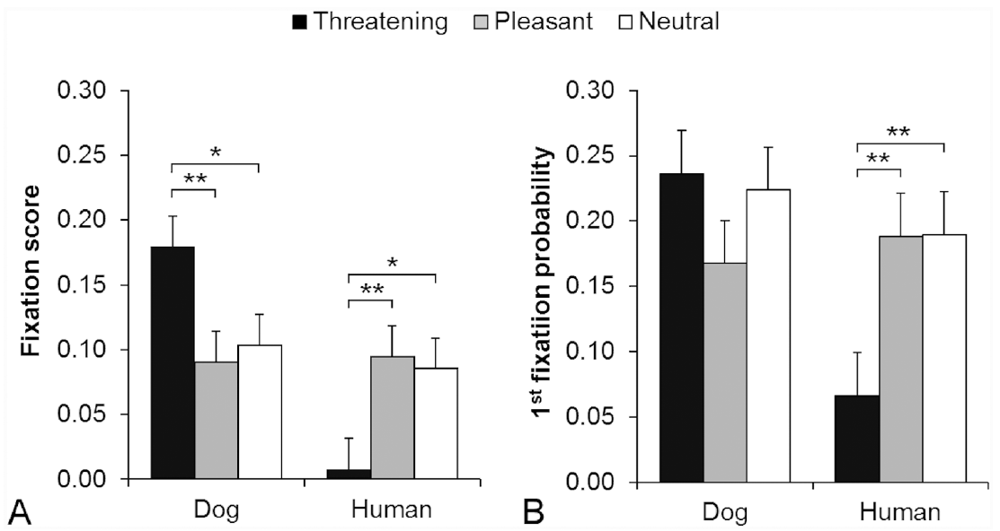 Threatening Pleasant Neutral
Fixation score
0.30
0.25
0.20
0.15
0.10
0.05
0.00
*
**
*
**
Dog Human
A
1st fixatiion probability
0.30
0.25
0.20
0.15
0.10
0.05
0.00
**
**
Dog Human
B